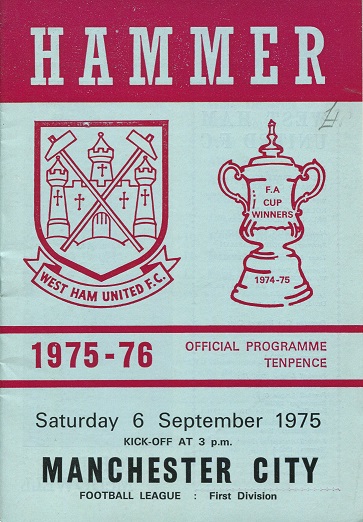 HAMMER
WEST HAM UNITED F.C.
F.A
CUP
WINNERS
1974-75
1975-76
OFFICIAL PROGRAMME
TENPENCE
Saturday 6 September 1975
KICK-OFF AT 3 p.m.
MANCHESTER CITY
FOOTBALL LEAGUE : First Division